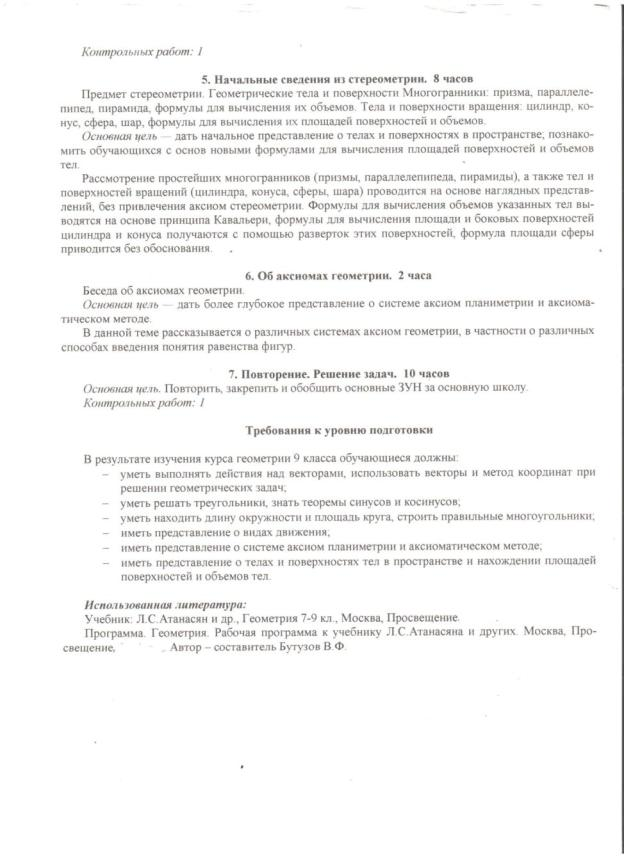 Контрольных работ: 1
5. Начальные сведения из стереометрии. 8 часов
Предмет стереометрии. Геометрические тела и поверхности Многогранники: призма, параллеле-
пипед, пирамида, формулы для вычисления их объемов. Тела и поверхности вращения: цилиндр, ко-
нус, сфера, шар, формулы для вычисления их площадей поверхностей и объемов.
Основная цель — дать начальное представление о телах и поверхностях в пространстве; познако-
мить обучающихся с основ новыми формулами для вычисления площадей поверхностей и объемов
тел.
Рассмотрение простейших многогранников (призмы, параллелепипеда, пирамиды), а также тел и
поверхностей вращений (цилиндра, конуса, сферы, шара) проводится на основе наглядных представ-
лений, без привлечения аксиом стереометрии. Формулы для вычисления объемов указанных тел вы-
водятся на основе принципа Кавальери, формулы для вычисления площади и боковых поверхностей
цилиндра и конуса получаются с помощью разверток этих поверхностей, формула площади сферы
приводится без обоснования.
6. Об аксиомах геометрии. 2 часа
Беседа об аксиомах геометрии.
Основная цель — дать более глубокое представление о системе аксиом планиметрии и аксиома-
тическом методе.
В данной теме рассказывается о различных системах аксиом геометрии, в частности о различных
способах введения понятия равенства фигур.
7. Повторение. Решение задач. 10 часов
Основная цель. Повторить, закрепить и обобщить основные ЗУН за основную школу.
Контрольных работ: 1
Требования к уровню подготовки
В результате изучения курса геометрии 9 класса обучающиеся должны:
– уметь выполнять действия над векторами, использовать векторы и метод координат при
решении геометрических задач;
– уметь решать треугольники, знать теоремы синусов и косинусов;
– уметь находить длину окружности и площадь круга, строить правильные многоугольники;
– иметь представление о видах движения;
– иметь представление о системе аксиом планиметрии и аксиоматическом методе;
– иметь представление о телах и поверхностях тел в пространстве и нахождении площадей
поверхностей и объемов тел.
Использованная литература:
Учебник: Л.С.Атанасян и др., Геометрия 7-9 кл., Москва, Просвещение.
Программа. Геометрия. Рабочая программа к учебнику Л.С.Атанасяна и других. Москва, Про-
свещение, . Автор – составитель Бутузов В.Ф.